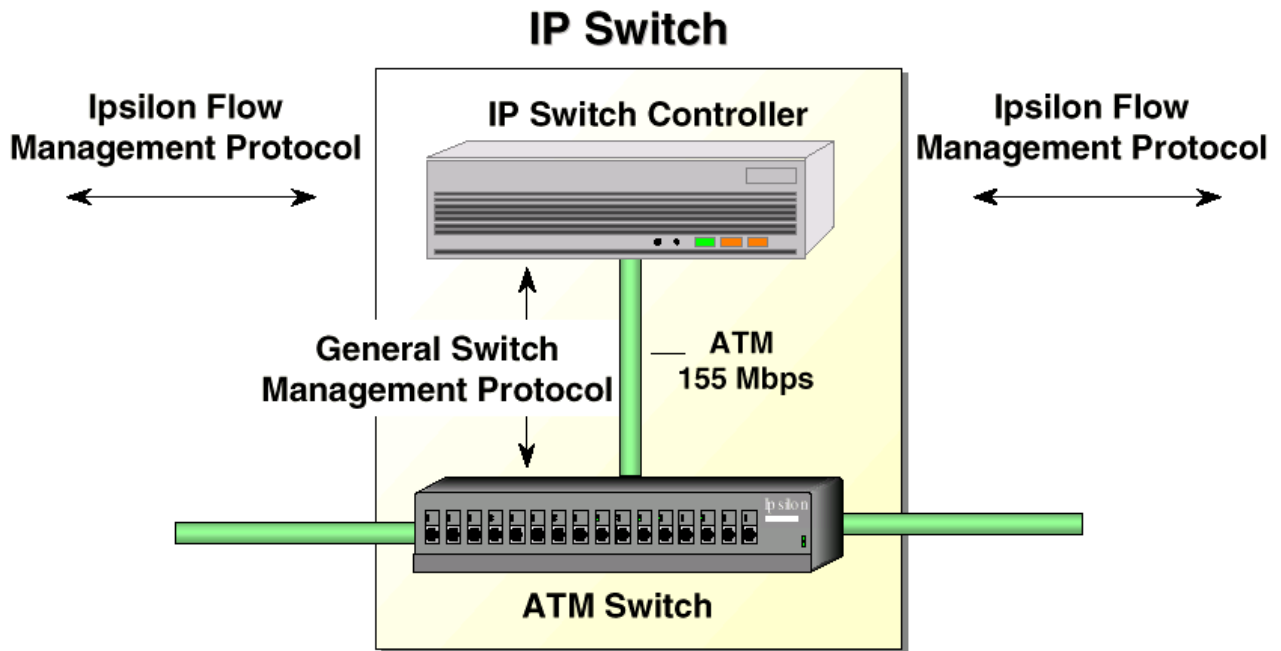 IP Switch
Ipsilon Flow
Management Protocol
IP Switch Controller
Ipsilon Flow
Management Protocol
General Switch
Management Protocol
ATM
155 Mbps
Ipsilon
ATM Switch